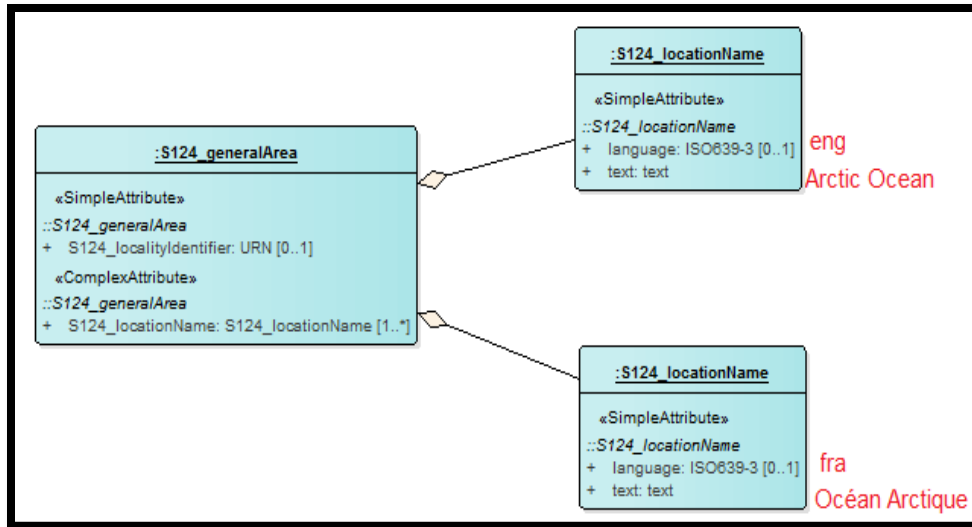 :S124_generalArea
«SimpleAttribute»
::S124_generalArea
+ S124_localityIdentifier: URN [0..1]
«ComplexAttribute»
::S124_generalArea
+ S124_locationName: S124_locationName [1..*]
:S124_locationName
«SimpleAttribute»
::S124_locationName
+ language: ISO639-3 [0..1]
+ text: text
eng
Arctic Ocean
:S124_locationName
«SimpleAttribute»
::S124_locationName
+ language: ISO639-3 [0..1]
+ text: text
fra
Océan Arctique